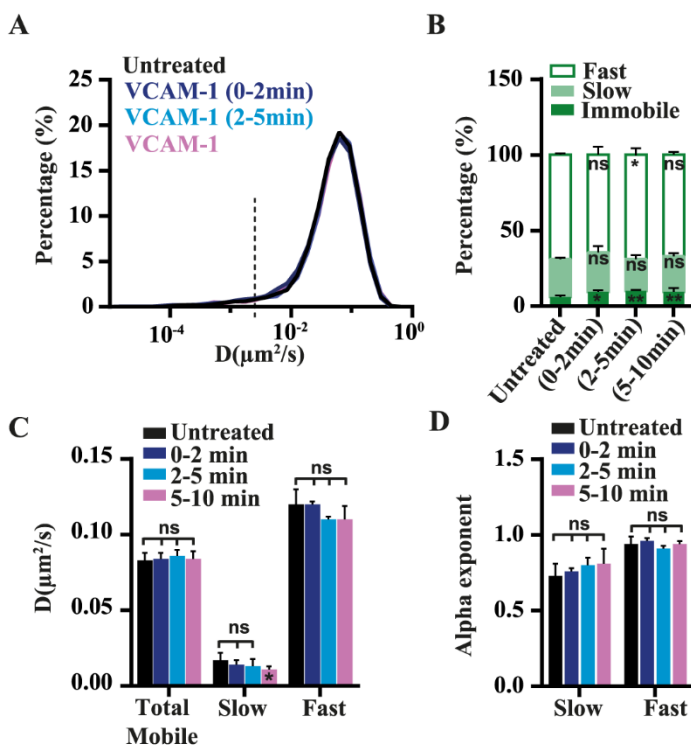 A
Untreated
VCAM-1 (0-2min)
VCAM-1 (2-5min)
VCAM-1
Percentage (%)
25
20
15
10
5
0
10-4
10-2
100
D(µm2/s)
B
Fast
Slow
Immobile
Percentage (%)
100
50
0
ns
ns
*
*
ns
**
ns
ns
**
Untreated
(0-2min)
(2-5min)
(5-10min)
C
Untreated
0-2 min
2-5 min
5-10 min
D(µm2/s)
0.15
0.10
0.05
0.00
ns
ns
*
ns
Total
Mobile
Slow
Fast
D
Untreated
0-2 min
2-5 min
5-10 min
Alpha exponent
1.5
1.0
0.5
0.0
ns
ns
Slow
Fast